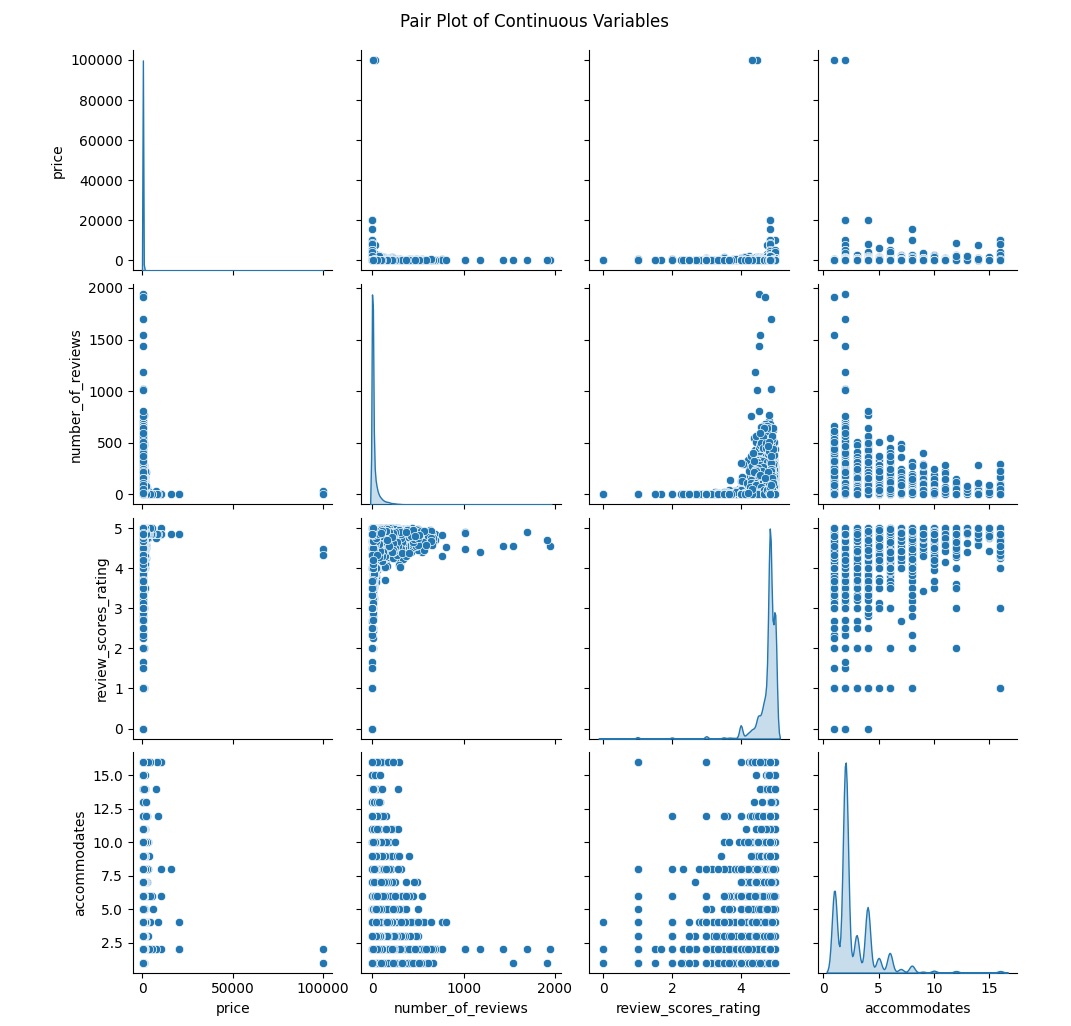 Pair Plot of Continuous Variables
100000
80000
60000
40000
20000
0
price
2000
1500
1000
500
0
number_of_reviews
5
4
3
2
1
0
review_scores_rating
15.0
12.5
10.0
7.5
5.0
2.5
accommodates
0 50000 100000
price
0 1000 2000
number_of_reviews
0 2 4
review_scores_rating
0 5 10 15
accommodates